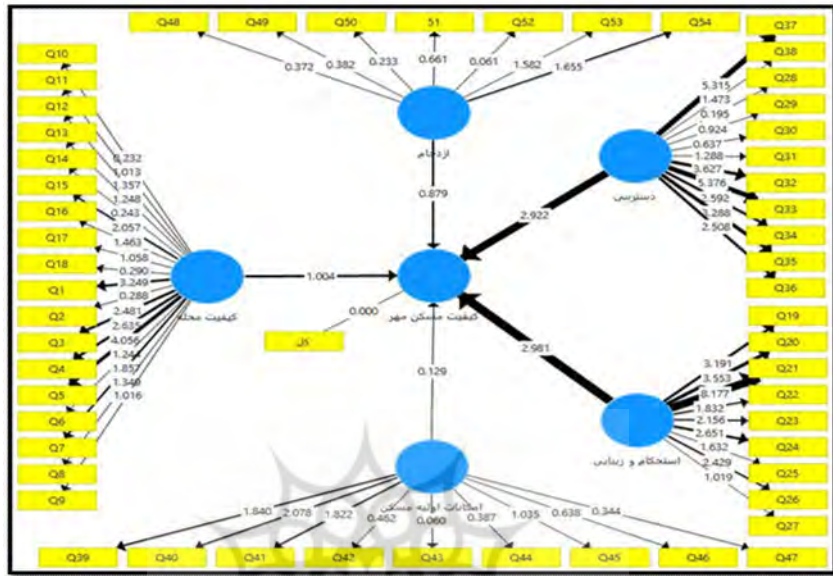 Q48 Q49 Q50 51 Q52 Q53 Q54
0.372 0.382 0.233 0.661 0.061 1.582 1.655
ازدحام
0.879
Q10
Q11
Q12
Q13
Q14
Q15
Q16
Q17
Q18
Q1
Q2
Q3
Q4
Q5
Q6
Q7
Q8
Q9
0.232
1.013
1.357
1.248
0.243
2.057
1.463
1.058
0.290
3.249
0.288
2.481
2.635
4.056
1.244
1.857
1.349
1.016
کیفیت محله
1.004
کیفیت مسکن مهر
0.000
کل
Q37
Q38
Q28
Q29
Q30
Q31
Q32
Q33
Q34
Q35
Q36
5.315
1.473
0.195
0.924
0.637
1.288
3.627
5.376
2.592
3.288
2.508
دسترسی
2.922
Q19
Q20
Q21
Q22
Q23
Q24
Q25
Q26
Q27
3.191
3.553
8.177
1.832
2.156
2.651
1.632
2.429
1.019
استحکام و زیبایی
2.981
0.129
امکانات اولیه مسکن
1.840 2.078 1.822 0.462 0.060 0.387 1.035 0.638 0.344
Q39 Q40 Q41 Q42 Q43 Q44 Q45 Q46 Q47